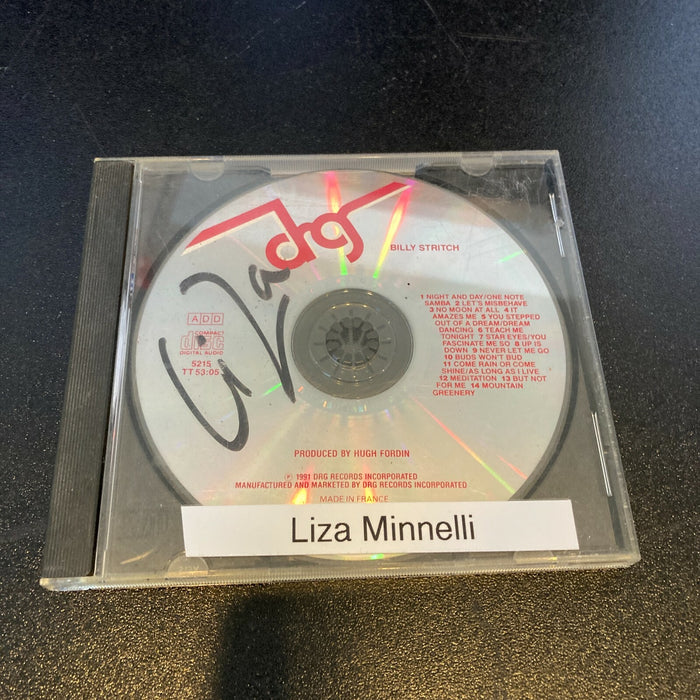 drg
BILLY STRITCH
Liza
1 NIGHT AND DAY/ONE NOTE
SAMBA 2 LET'S MISBEHAVE
3 NO MOON AT ALL 4 IT
AMAZES ME 5 YOU STEPPED
OUT OF A DREAM/DREAM
DANCING 6 TEACH ME
TONIGHT 7 STAR EYES/YOU
FASCINATE ME SO 8 UP IS
DOWN 9 NEVER LET ME GO
10 BUDS WON'T BUD
11 COME RAIN OR COME
SHINE/AS LONG AS I LIVE
12 MEDITATION 13 BUT NOT
FOR ME 14 MOUNTAIN
GREENERY
ADD
COMPACT
disc
DIGITAL AUDIO
5215
TT 53:05
PRODUCED BY HUGH FORDIN
℗ 1991 DRG RECORDS INCORPORATED
MANUFACTURED AND MARKETED BY DRG RECORDS INCORPORATED
MADE IN FRANCE
Liza Minnelli